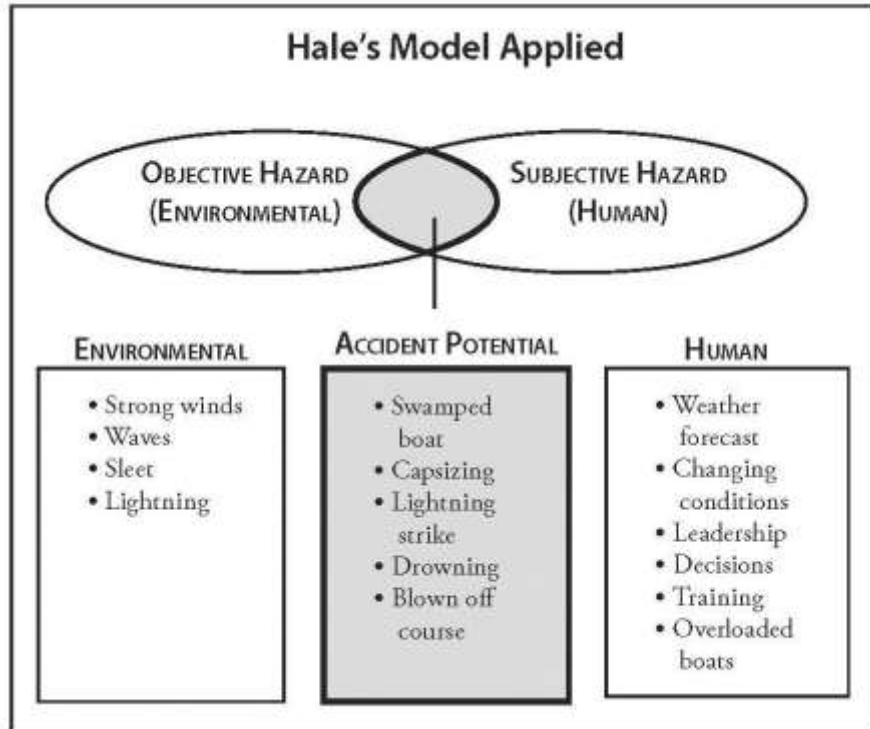 Hale's Model Applied
OBJECTIVE HAZARD
(ENVIRONMENTAL)
SUBJECTIVE HAZARD
(HUMAN)
ENVIRONMENTAL
• Strong winds
• Waves
• Sleet
• Lightning
ACCIDENT POTENTIAL
• Swamped
boat
• Capsizing
• Lightning
strike
• Drowning
• Blown off
course
HUMAN
• Weather
forecast
• Changing
conditions
• Leadership
• Decisions
• Training
• Overloaded
boats